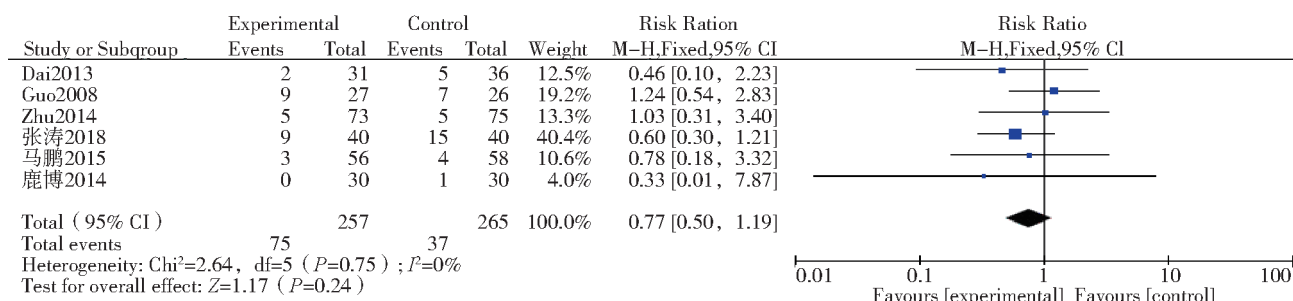 Experimental Control Risk Ration Risk Ratio
Study or Subgroup Events Total Events Total Weight M-H,Fixed,95% CI M-H,Fixed,95% CI
Dai2013 2 31 5 36 12.5% 0.46 [0.10, 2.23]
Guo2008 9 27 7 26 19.2% 1.24 [0.54, 2.83]
Zhu2014 5 73 5 75 13.3% 1.03 [0.31, 3.40]
张涛2018 9 40 15 40 40.4% 0.60 [0.30, 1.21]
马鹏2015 3 56 4 58 10.6% 0.78 [0.18, 3.32]
鹿博2014 0 30 1 30 4.0% 0.33 [0.01, 7.87]
Total (95% CI) 257 265 100.0% 0.77 [0.50, 1.19]
Total events 75 37
Heterogeneity: Chi²=2.64, df=5 (P=0.75); I²=0%
Test for overall effect: Z=1.17 (P=0.24)
0.01 0.1 1 10 100
Favours [experimental] Favours [control]